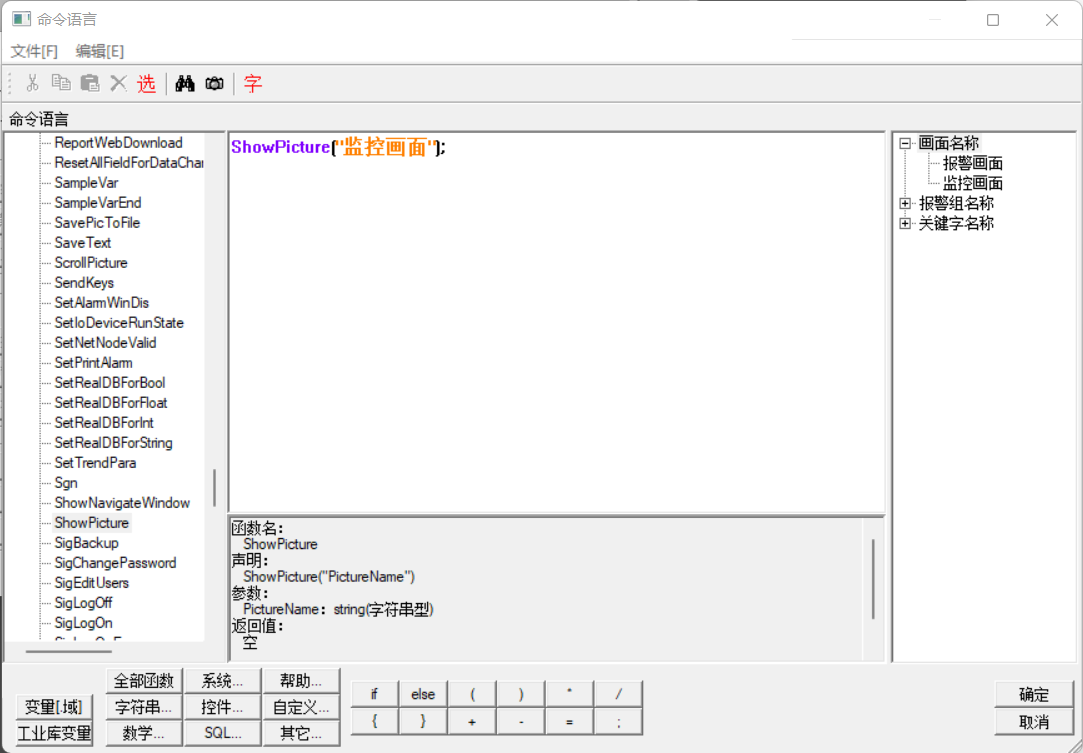 命令语言
文件[F] 编辑[E]
选 字
命令语言
ReportWebDownload
ResetAllFieldForDataChar
SampleVar
SampleVarEnd
SavePicToFile
SaveText
ScrollPicture
SendKeys
SetAlarmWinDis
SetIoDeviceRunState
SetNetNodeValid
SetPrintAlarm
SetRealDBForBool
SetRealDBForFloat
SetRealDBForInt
SetRealDBForString
SetTrendPara
Sgn
ShowNavigateWindow
ShowPicture
SigBackup
SigChangePassword
SigEditUsers
SigLogOff
SigLogOn
ShowPicture("监控画面");
函数名:
ShowPicture
声明:
ShowPicture("PictureName")
参数:
PictureName：string(字符串型)
返回值:
空
画面名称
报警画面
监控画面
报警组名称
关键字名称
变量[.域]
工业库变量
全部函数 系统... 帮助...
字符串... 控件... 自定义...
数学... SQL... 其它...
if else ( ) * /
{ } + - = ;
确定
取消